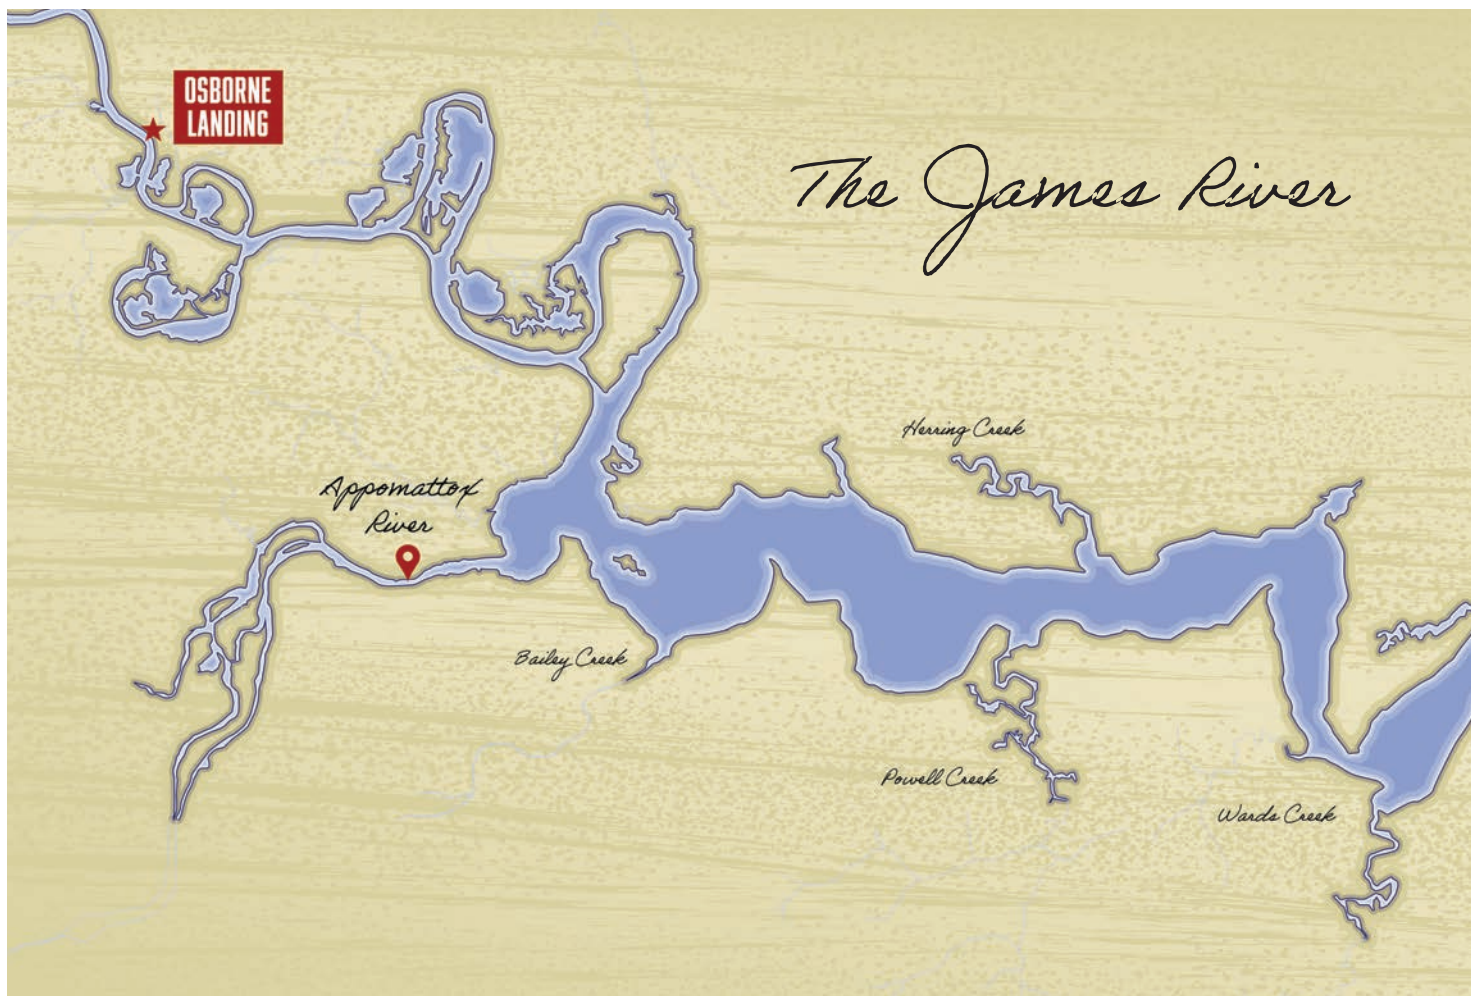 OSBORNE
LANDING
The James River
Herring Creek
Appomattox
River
Bailey Creek
Powell Creek
Wards Creek